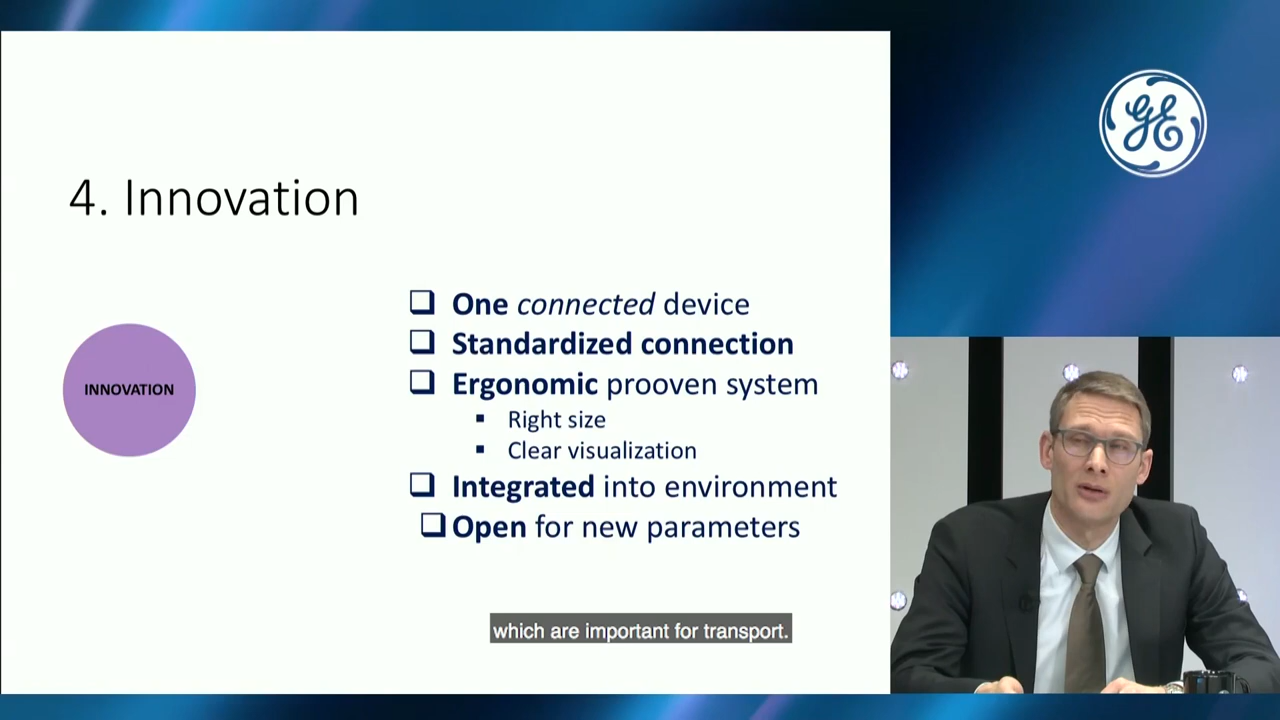 GE
4. Innovation
INNOVATION
❑ One connected device
❑ Standardized connection
❑ Ergonomic prooven system
▪ Right size
▪ Clear visualization
❑ Integrated into environment
❑ Open for new parameters
which are important for transport.